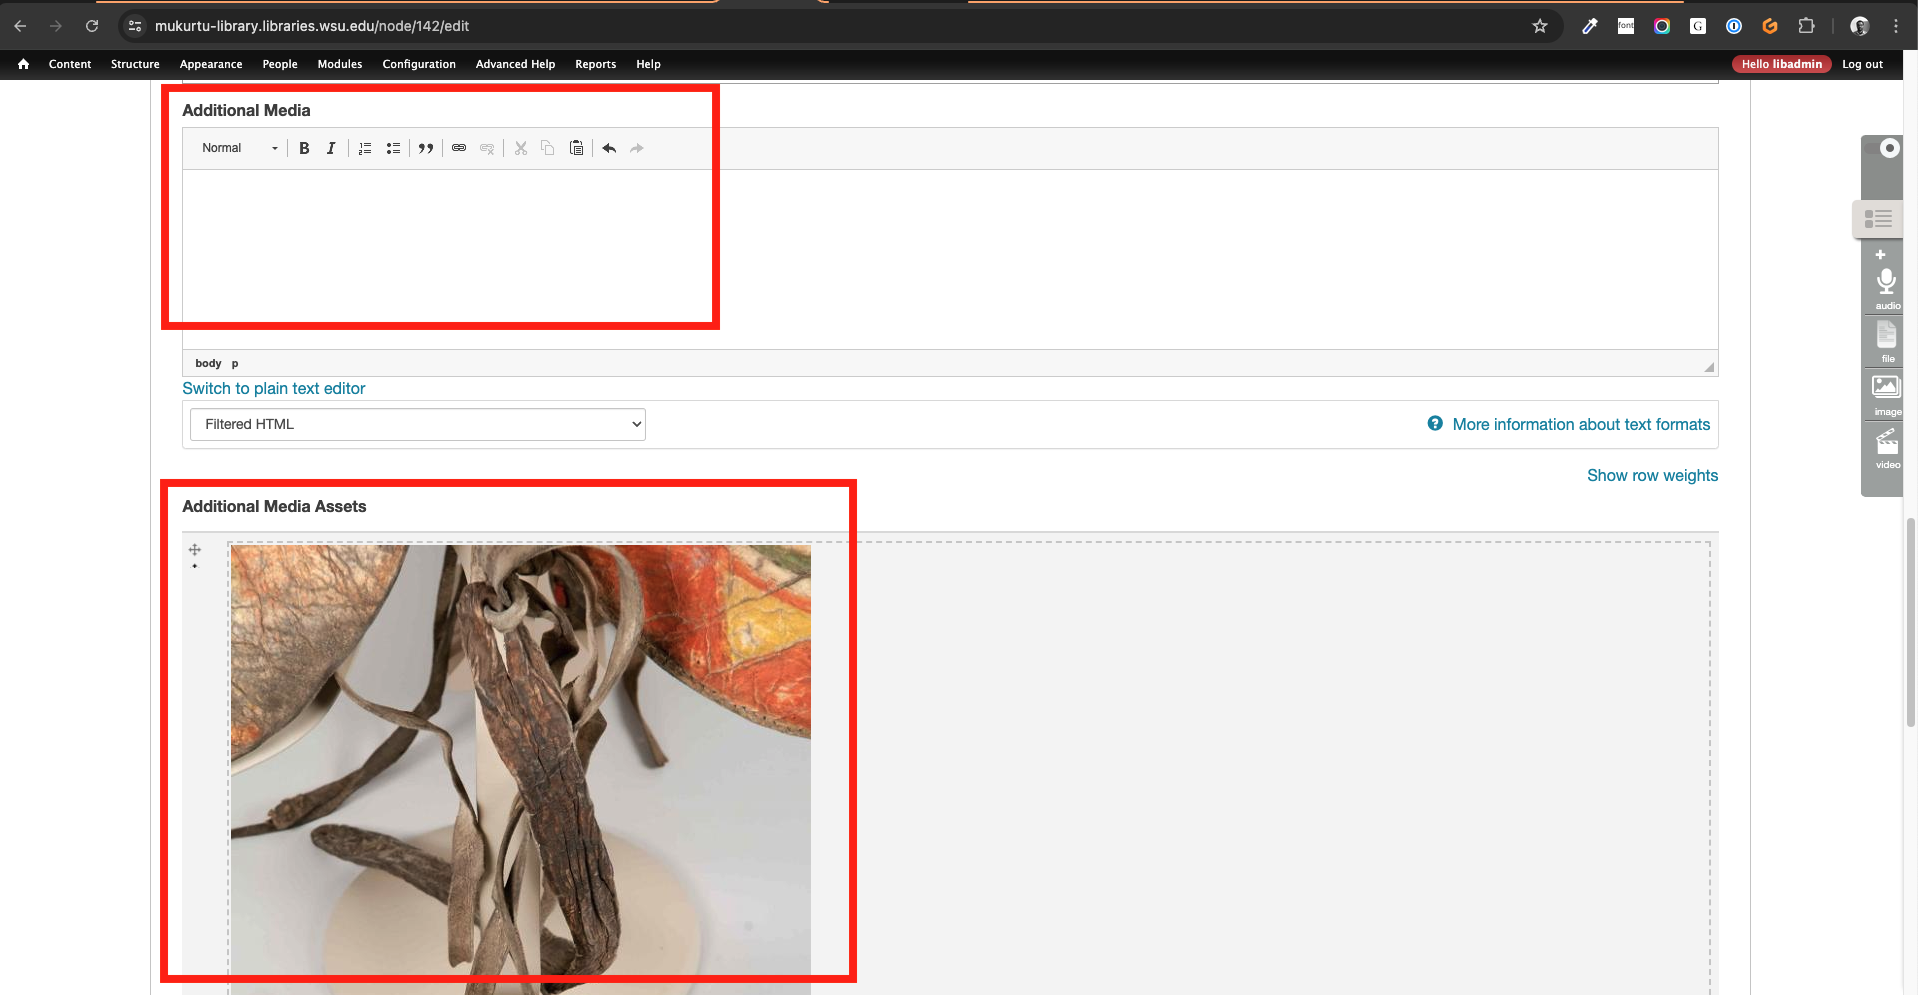 mukurtu-library.libraries.wsu.edu/node/142/edit
font
G
Content Structure Appearance People Modules Configuration Advanced Help Reports Help
Hello libadmin Log out
Additional Media
Normal B I
body p
Switch to plain text editor
Filtered HTML
More information about text formats
Show row weights
Additional Media Assets
audio
file
image
video